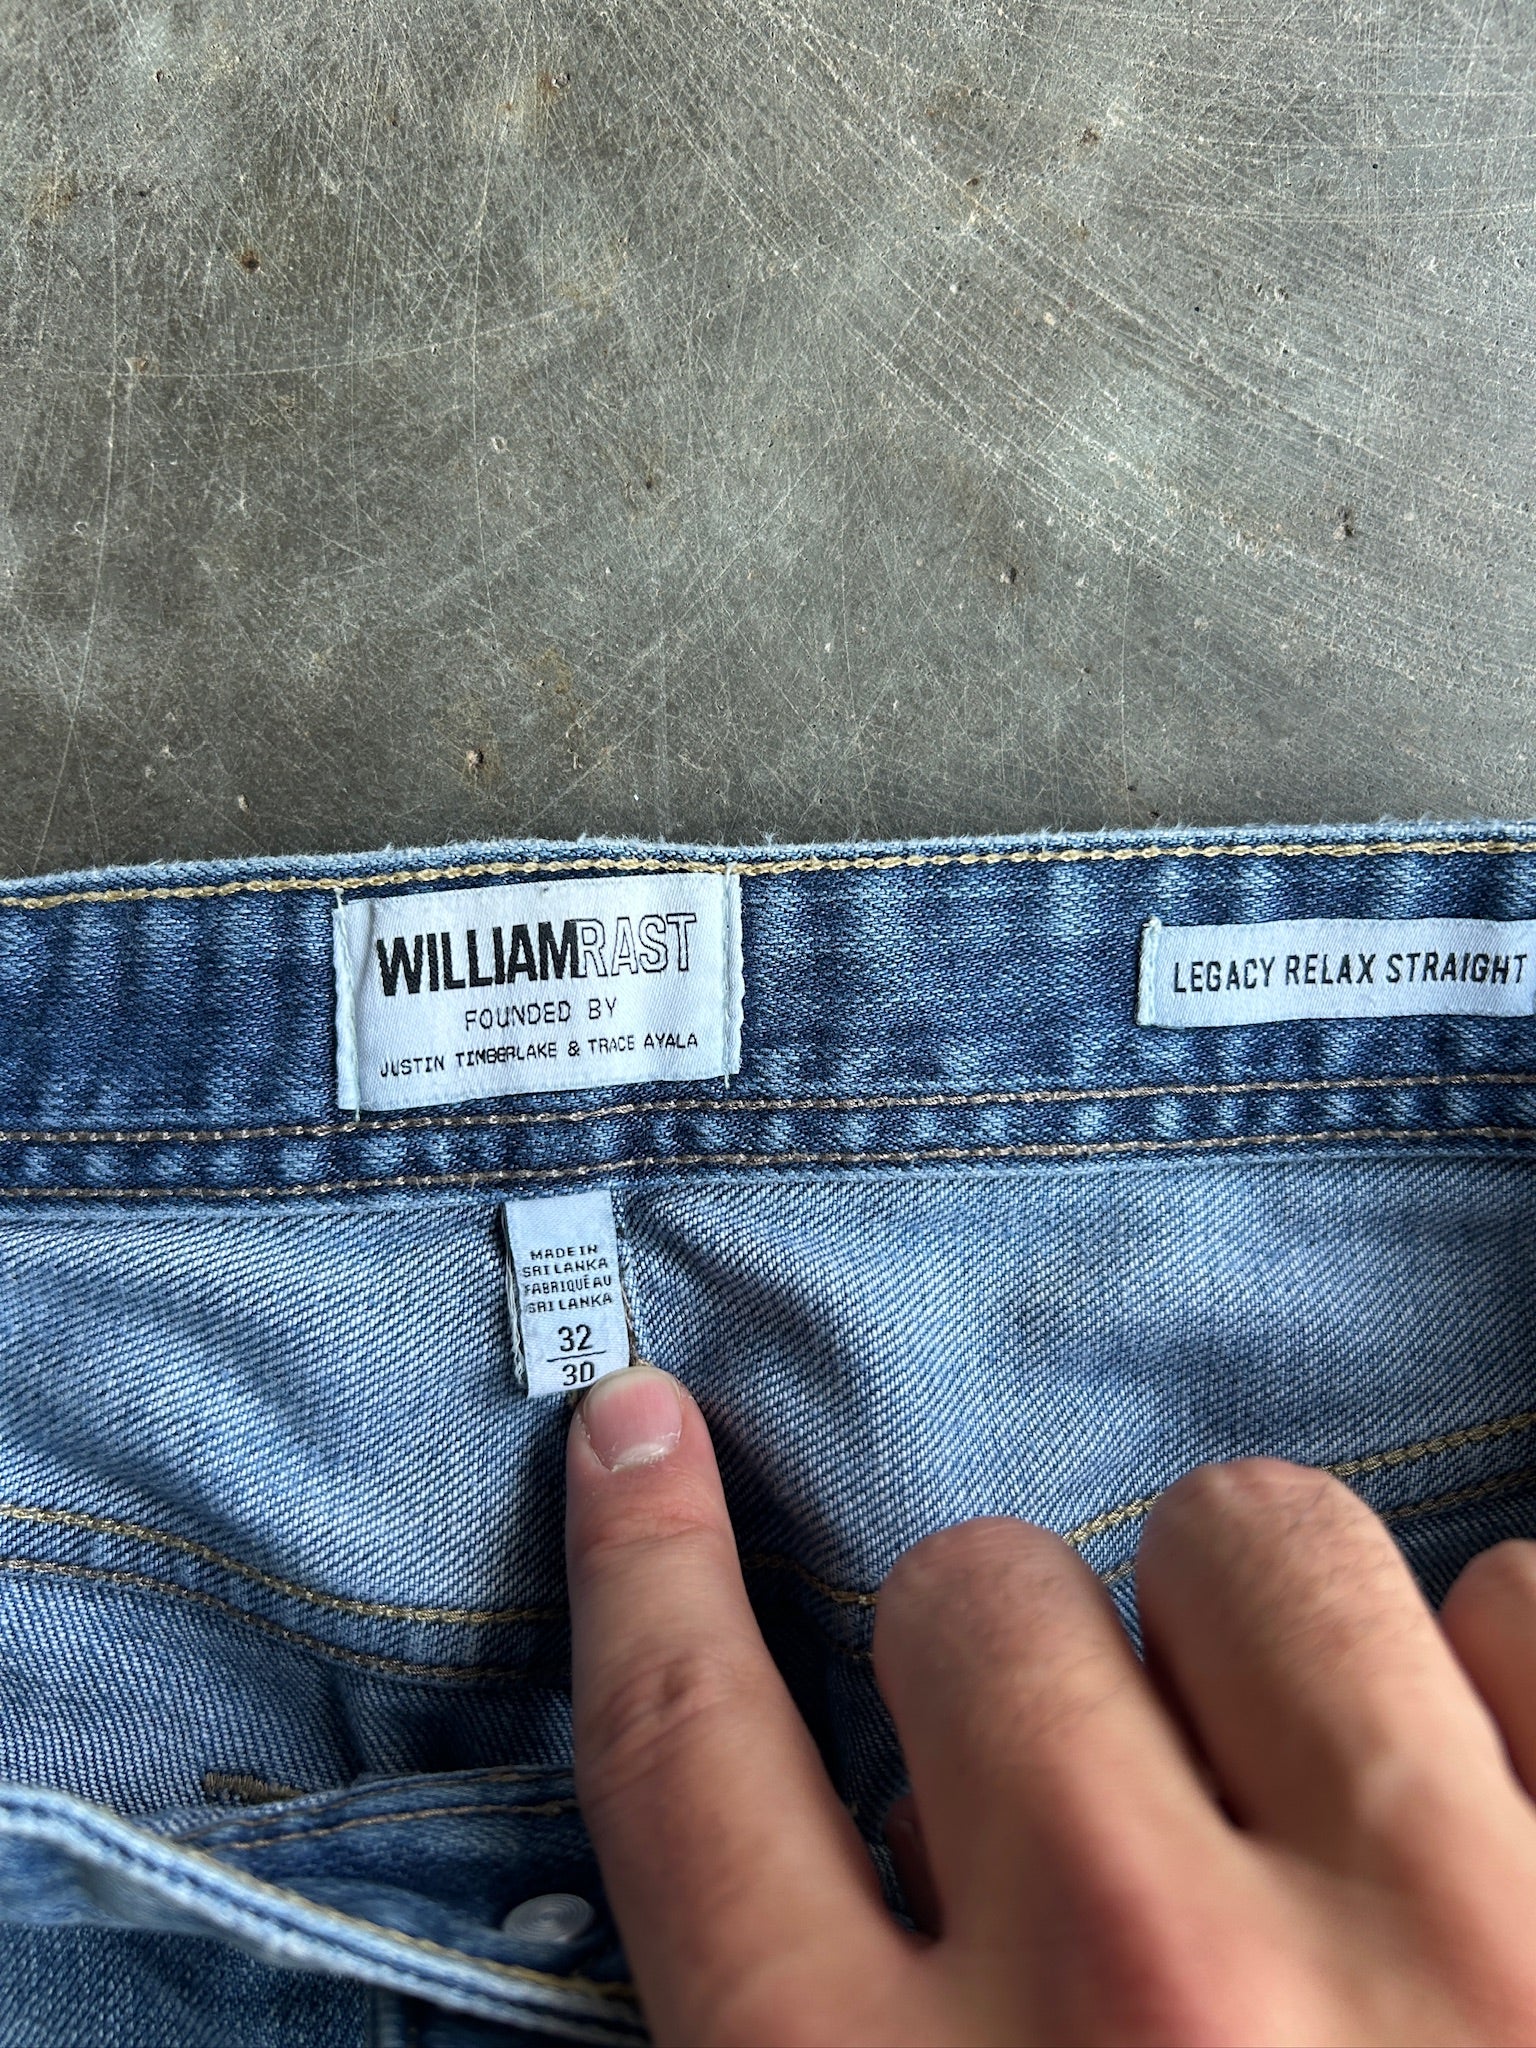 WILLIAMRAST
FOUNDED BY
JUSTIN TIMBERLAKE & TRACE AYALA
LEGACY RELAX STRAIGHT
MADE IN
SRI LANKA
FABRIQUÉ AU
SRI LANKA
32
30